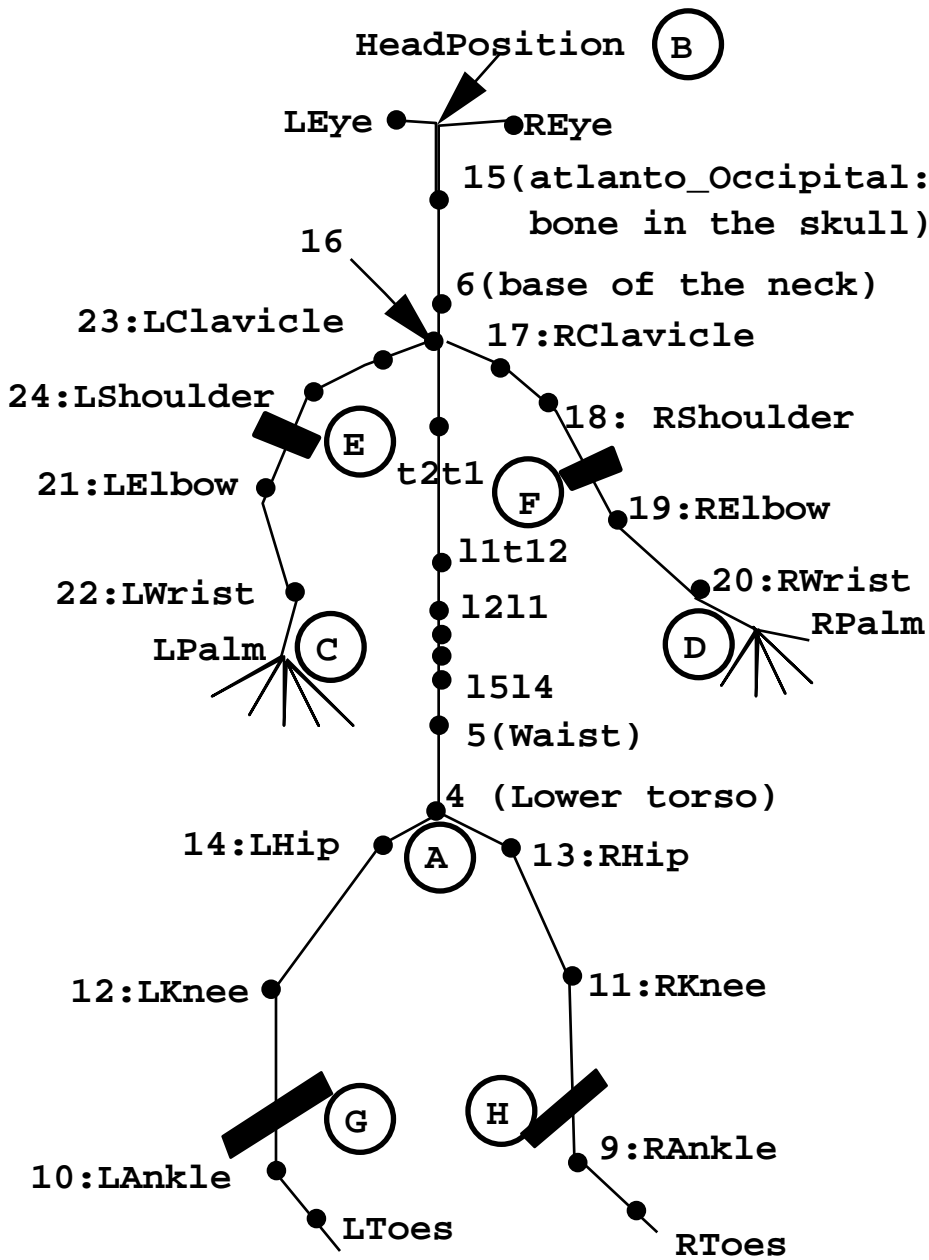 HeadPosition B
LEye REye
15(atlanto_Occipital:
bone in the skull)
16
6(base of the neck)
23:LClavicle
17:RClavicle
24:LShoulder
18: RShoulder
E
t2t1
F
21:LElbow
19:RElbow
l1t12
22:LWrist
20:RWrist
l2l1
LPalm C
D RPalm
l5l4
5(Waist)
4 (Lower torso)
14:LHip
A
13:RHip
12:LKnee
11:RKnee
G
H
10:LAnkle
9:RAnkle
LToes
RToes